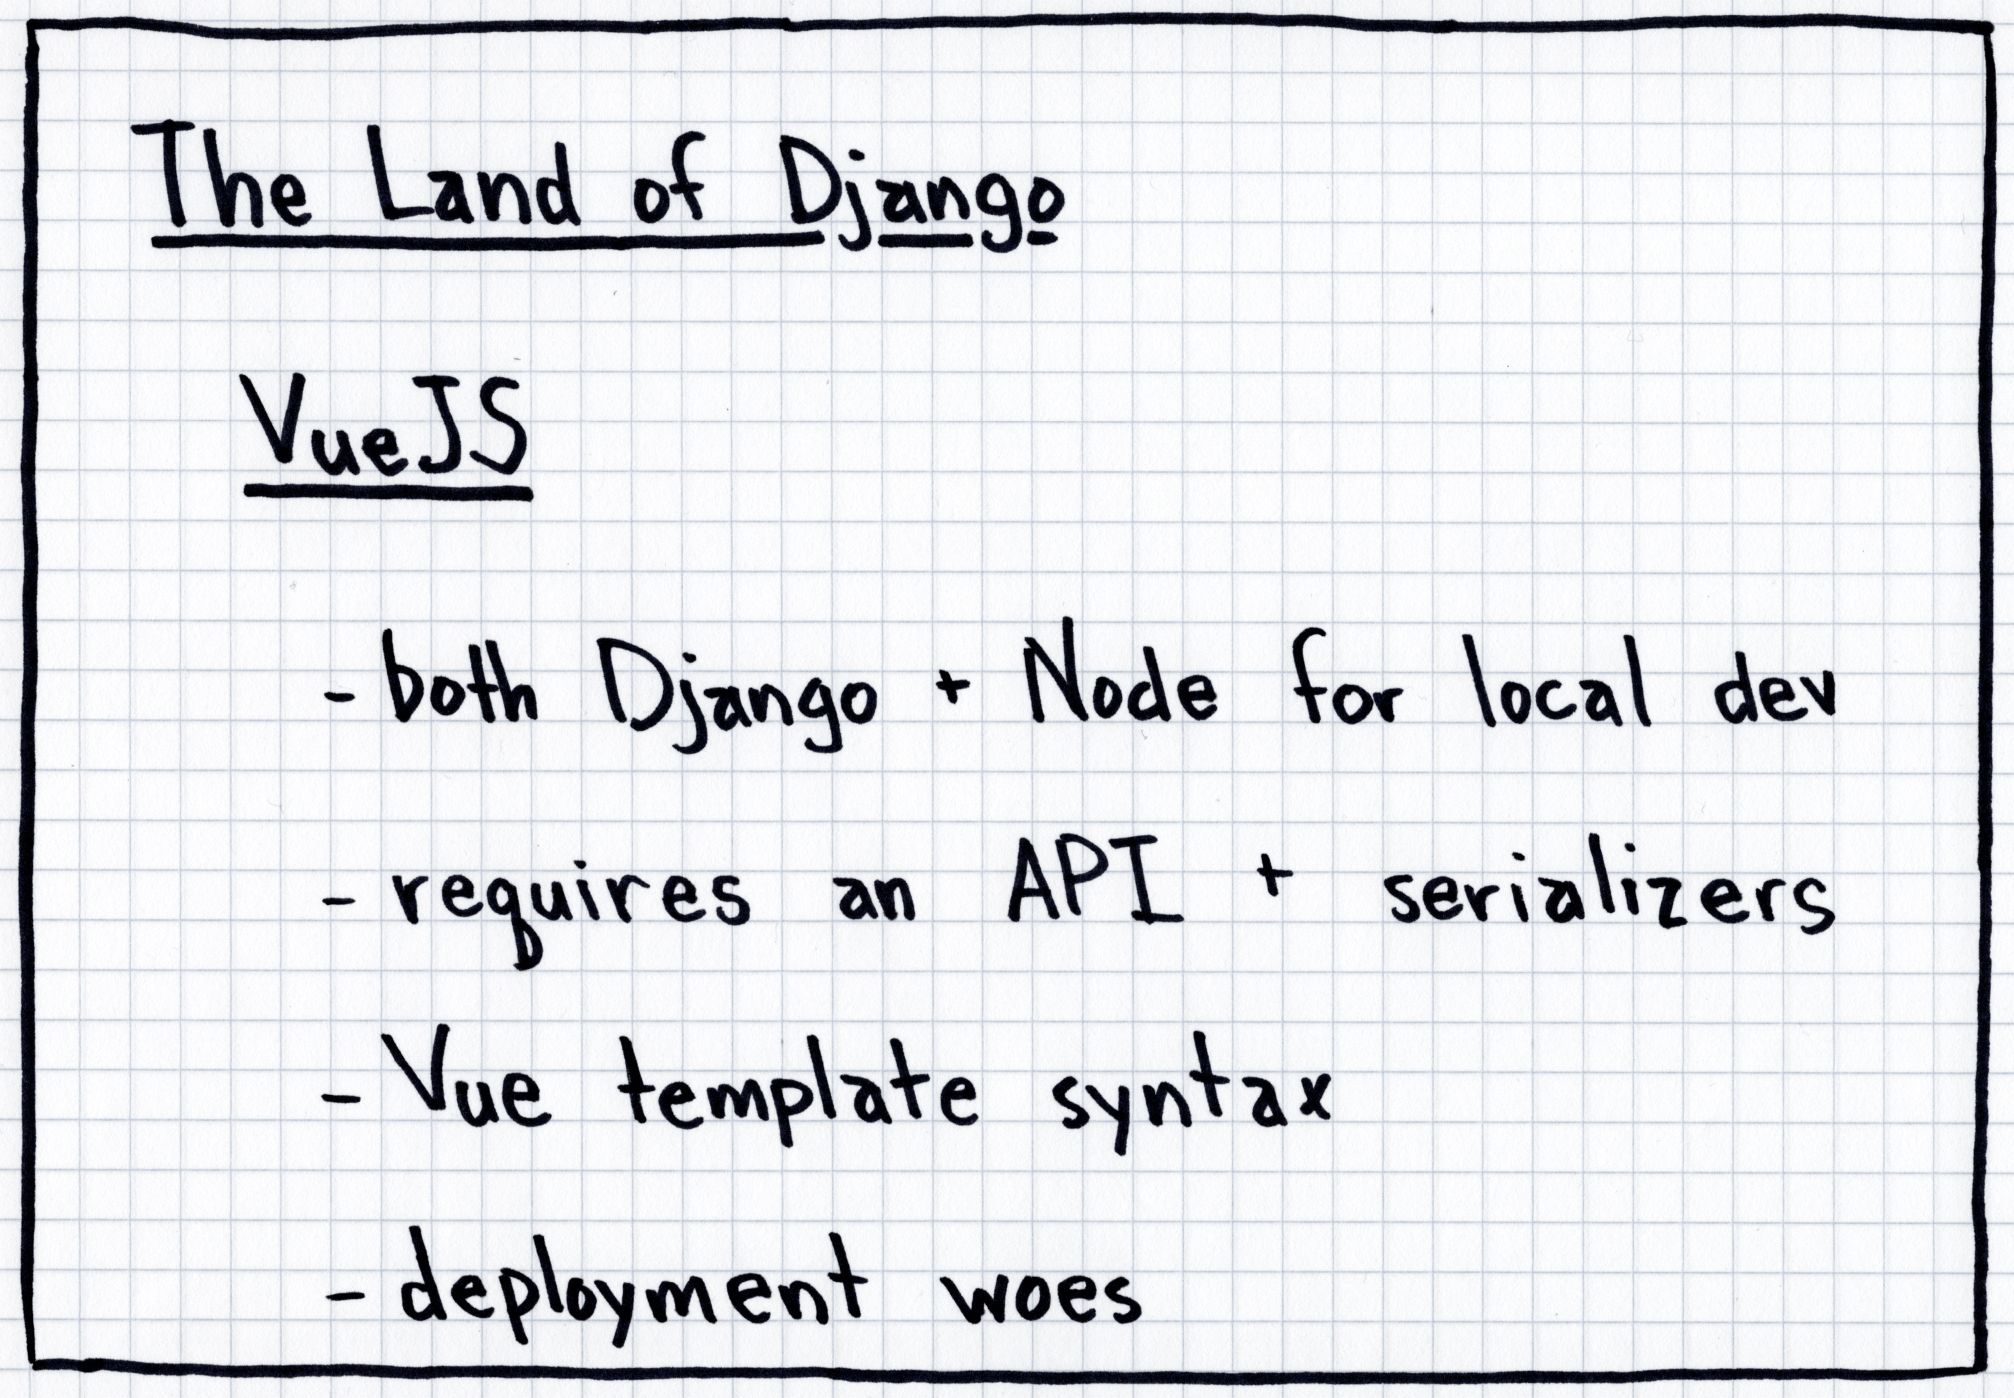 The Land of Django
VueJS
- both Django + Node for local dev
- requires an API + serializers
- Vue template syntax
- deployment woes